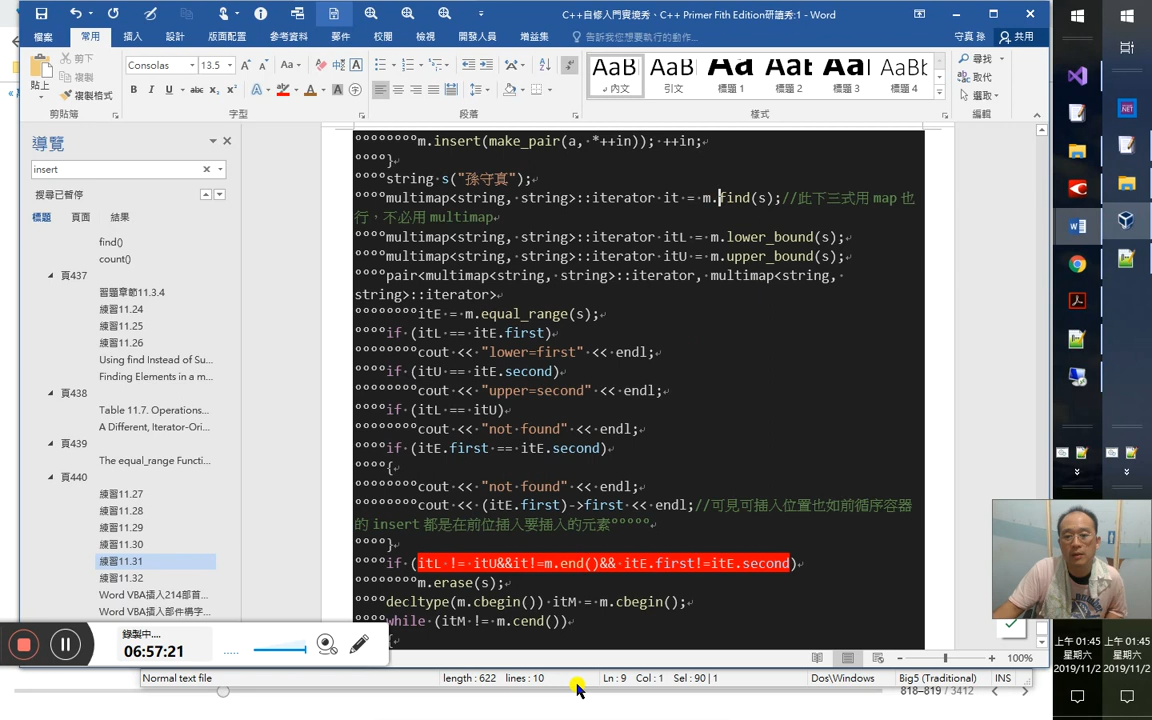 C++自修入門實境秀、C++ Primer Fith Edition研讀秀:1 - Word
檔案 常用 插入 設計 版面配置 參考資料 郵件 校閱 檢視 開發人員 增益集 告訴我您想要執行的動作... 守真 孫 共用
貼上
剪下
複製
複製格式
Consolas 13.5
AaB AaB AaB AaBt AaB AaBb
內文 引文 標題 1 標題 2 標題 3 標題 4
尋找
取代
選取
剪貼簿 字型 段落 樣式 編輯
導覽
insert
搜尋已暫停
標題 頁面 結果
find()
count()
頁437
習題章節11.3.4
練習11.24
練習11.25
練習11.26
Using find Instead of Su...
Finding Elements in a m...
頁438
Table 11.7. Operations...
A Different, Iterator-Ori...
頁439
The equal_range Functi...
頁440
練習11.27
練習11.28
練習11.29
練習11.30
練習11.31
練習11.32
Word VBA插入214部首...
Word VBA插入部件構字...
m.insert(make_pair(a, *++in)); ++in;
}
string s("孫守真");
multimap<string, string>::iterator it = m.find(s);//此下三式用 map 也
行，不必用 multimap
multimap<string, string>::iterator itL = m.lower_bound(s);
multimap<string, string>::iterator itU = m.upper_bound(s);
pair<multimap<string, string>::iterator, multimap<string,
string>::iterator>
itE = m.equal_range(s);
if (itL == itE.first)
cout << "lower=first" << endl;
if (itU == itE.second)
cout << "upper=second" << endl;
if (itL == itU)
cout << "not found" << endl;
if (itE.first == itE.second)
{
cout << "not found" << endl;
cout << (itE.first)->first << endl;//可見可插入位置也如前循序容器
的 insert 都是在前位插入要插入的元素
}
if (itL != itU&&it!=m.end()&& itE.first!=itE.second)
m.erase(s);
decltype(m.cbegin()) itM = m.cbegin();
while (itM != m.cend())
{
錄製中....
06:57:21
100%
Normal text file length : 622 lines : 10 Ln : 9 Col : 1 Sel : 90 | 1 Dos\Windows Big5 (Traditional) INS
818–819 / 3412
上午 01:45
星期六
2019/11/2
上午 01:45
星期六
2019/11/2